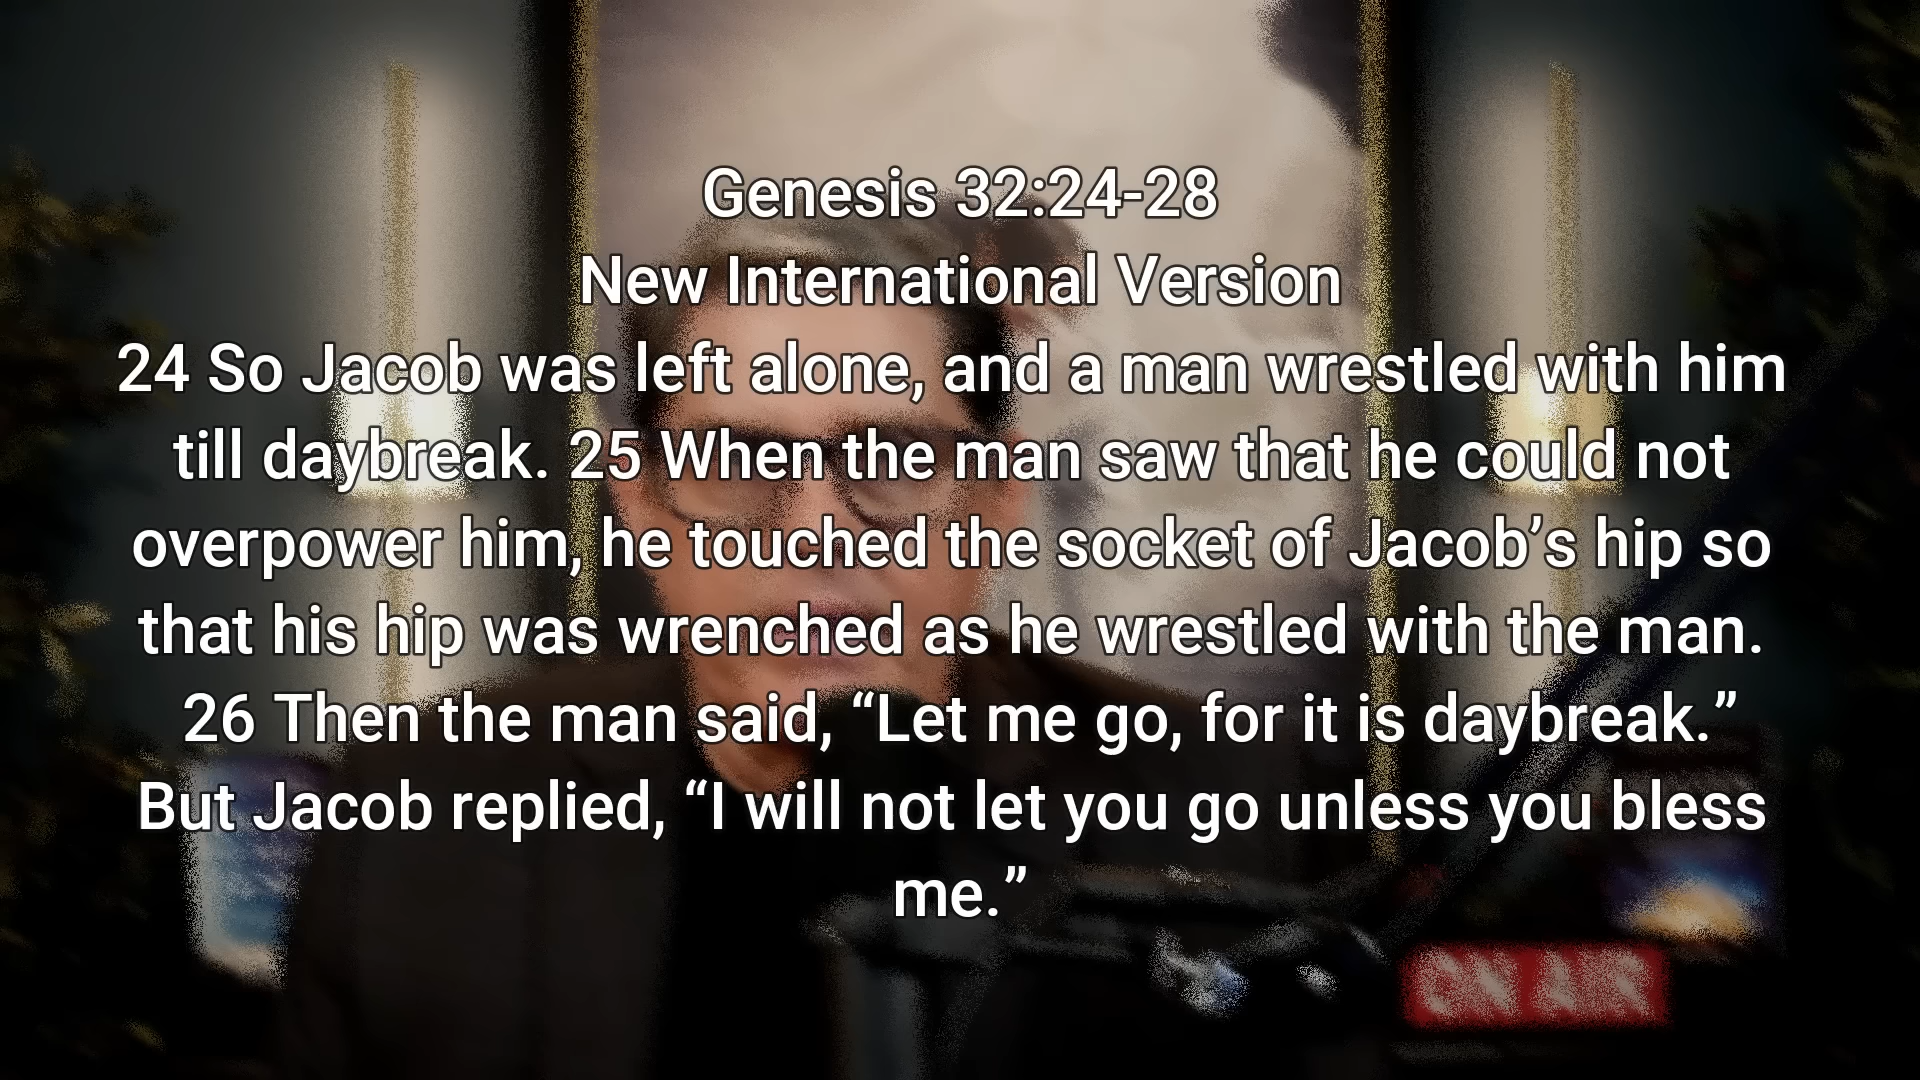 Genesis 32:24-28
New International Version
24 So Jacob was left alone, and a man wrestled with him
till daybreak. 25 When the man saw that he could not
overpower him, he touched the socket of Jacob’s hip so
that his hip was wrenched as he wrestled with the man.
26 Then the man said, “Let me go, for it is daybreak.”
But Jacob replied, “I will not let you go unless you bless
me.”
ON AIR